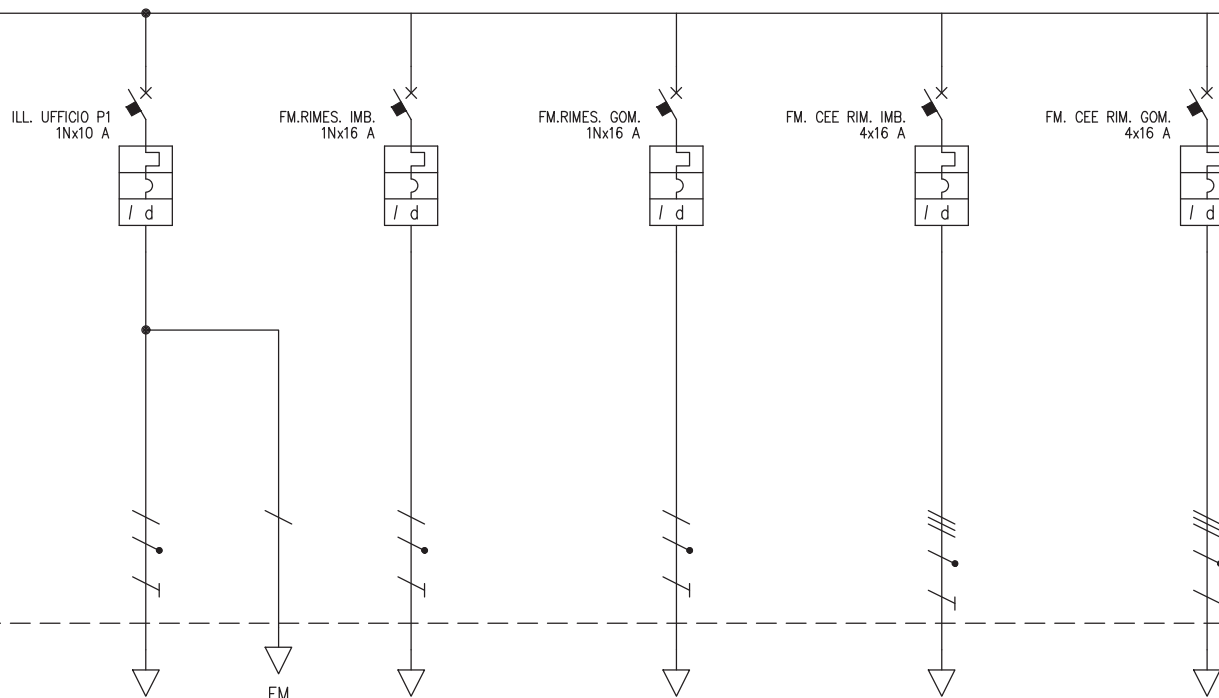 ILL. UFFICIO P1
1Nx10 A
FM.RIMES. IMB.
1Nx16 A
FM.RIMES. GOM.
1Nx16 A
FM. CEE RIM. IMB.
4x16 A
FM. CEE RIM. GOM.
4x16 A
I d
I d
I d
I d
I d